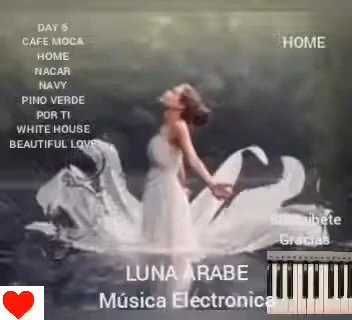 DAY 5
CAFE MOCA
HOME
NACAR
NAVY
PINO VERDE
POR TI
WHITE HOUSE
BEAUTIFUL LOVE
HOME
Suscribete
Gracias
LUNA ARABE
Música Electronica